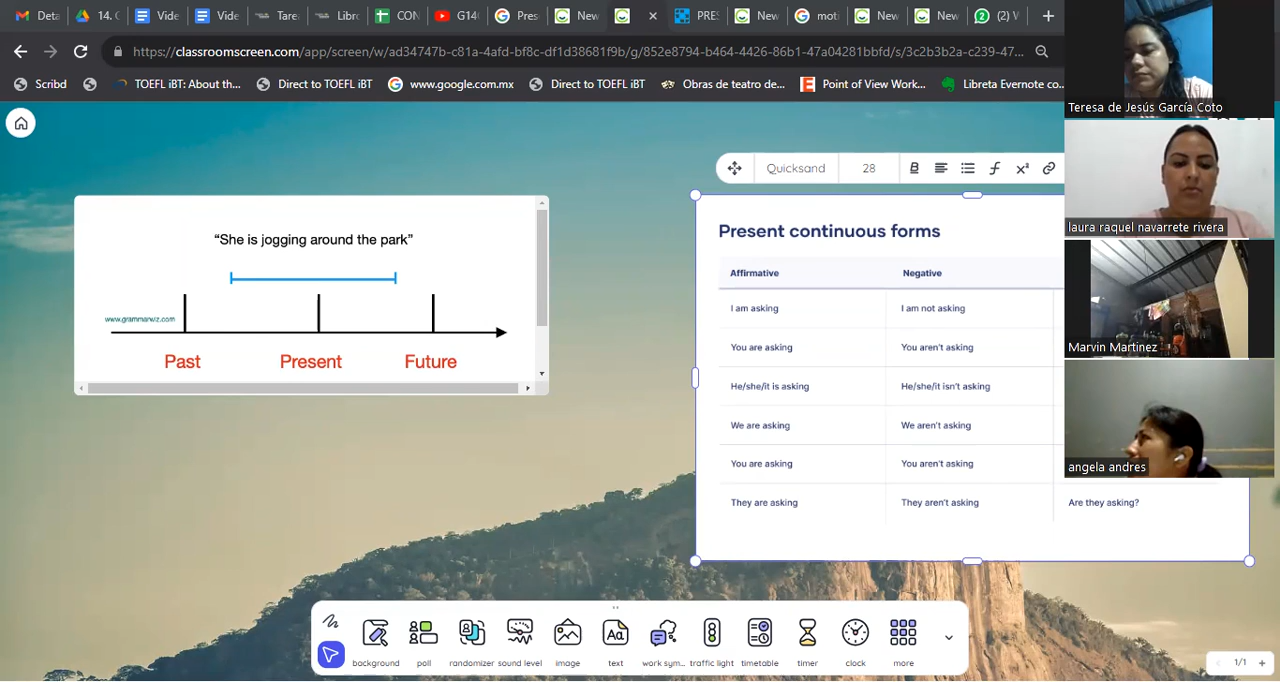 Deta
14. C
Vide
Vide
Tare
Libro
CON
G14
Pres
New
PRES
New
moti
New
New
(2) W
https://classroomscreen.com/app/screen/w/ad34747b-c81a-4afd-bf8c-df1d38681f9b/g/852e8794-b464-4426-86b1-47a04281bbfd/s/3c2b3b2a-c239-47...
Scribd
TOEFL iBT: About the...
Direct to TOEFL iBT
www.google.com.mx
Direct to TOEFL iBT
Obras de teatro de...
Point of View Work...
Libreta Evernote co...
Teresa de Jesús García Coto
laura raquel navarrete rivera
Marvin Martinez
angela andres
Quicksand 28
“She is jogging around the park”
www.grammarwiz.com
Past Present Future
Present continuous forms
Affirmative Negative
I am asking I am not asking
You are asking You aren't asking
He/she/it is asking He/she/it isn't asking
We are asking We aren't asking
You are asking You aren't asking
They are asking They aren't asking Are they asking?
background poll randomizer sound level image text work sym... traffic light timetable timer clock more
1/1